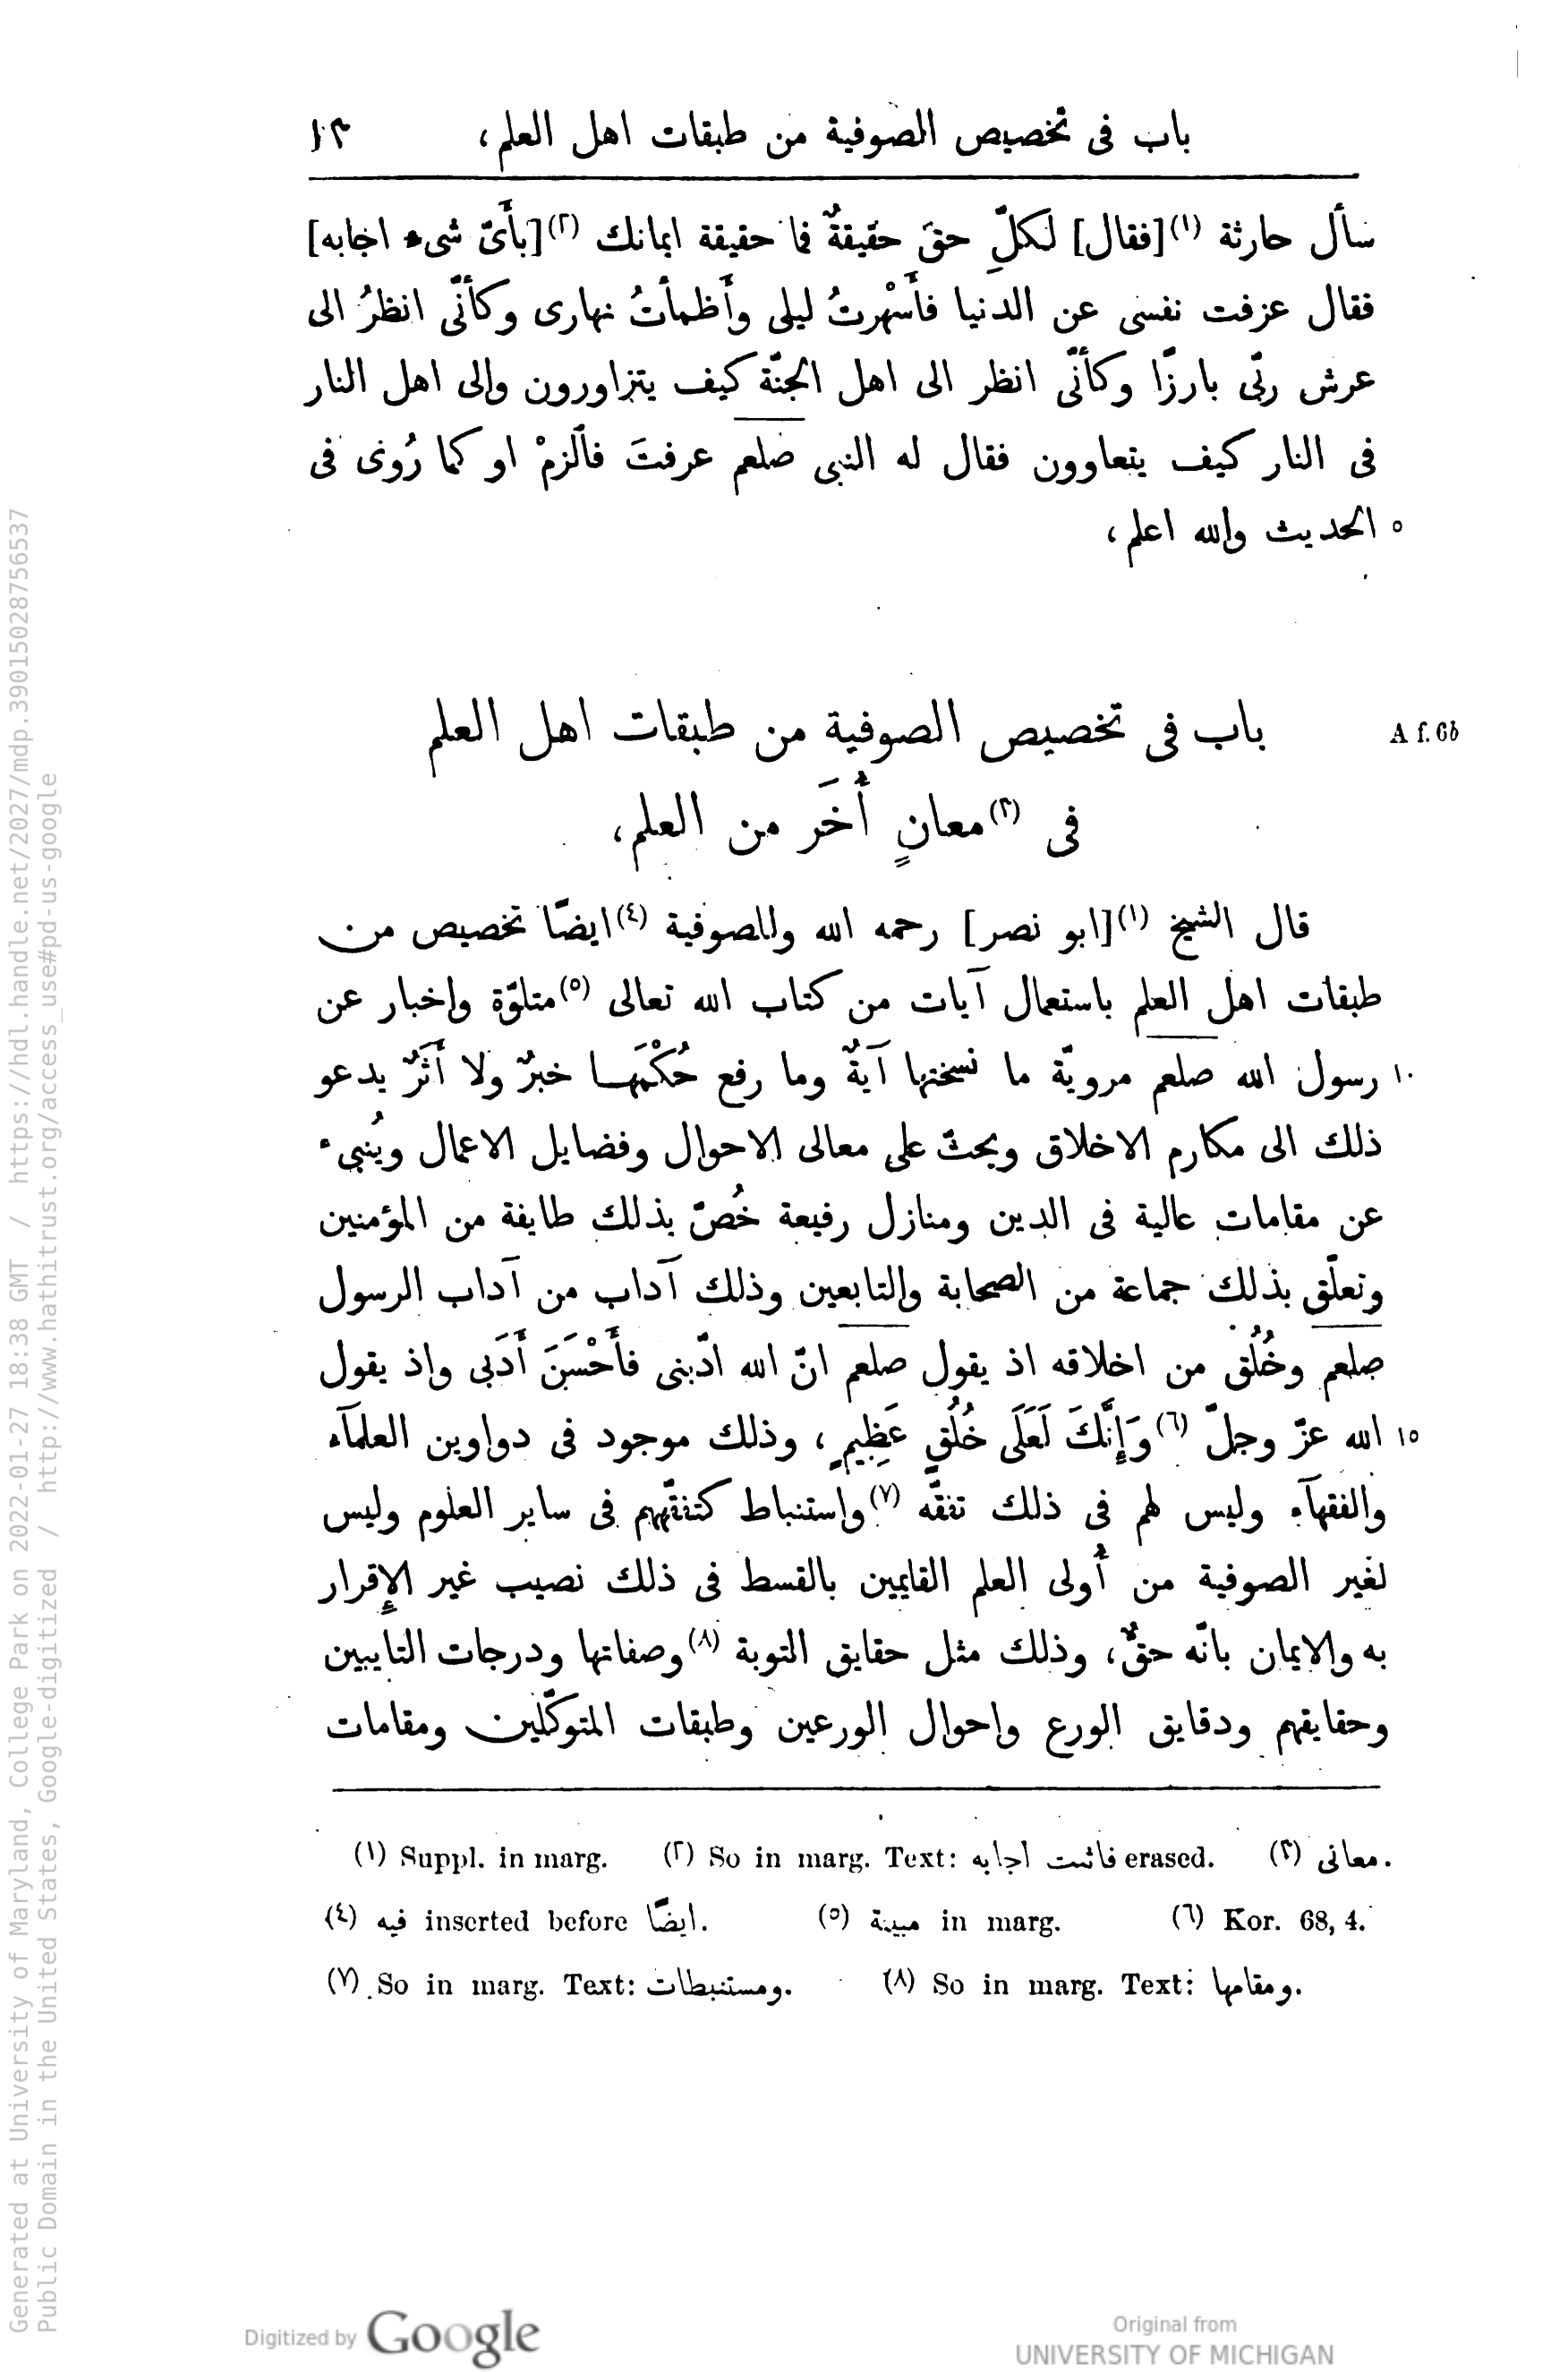 باب فى تخصيص الصوفية من طبقات اهل العلم، ١٣
سأل حارثة (١)[فقال] لكلِّ حقّ حقيقةٌ فما حقيقة ايمانك (٢)[بأَىّ شىء اجابه]
فقال عزفت نفسى عن الدنيا فأَسْهرتُ ليلى وأَظمأتُ نهارى وكأنّى انظرُ الى
عرش ربّى بارزًا وكأنّى انظر الى اهل الجنّة كيف يتزاورون وإلى اهل النار
فى النار كيف يتعاوون فقال له النبى صلعم عرفتَ فاَلزمْ او كما رُوى فى
٥ الحديث والله اعلم،
باب فى تخصيص الصوفية من طبقات اهل العلم
A f. 6b
فى (٣)معانٍ أُخَر من العلم،
قال الشيخ (١)[ابو نصر] رحمه الله وللصوفية (٤)ايضًا تخصيص من
طبقات اهل العلم باستعمال آيات من كتاب الله تعالى (٥)متلوّة واخبار عن
١٠ رسول الله صلعم مرويّة ما نسختها آيةٌ وما رفع حُكْمَهـا خبرٌ ولا أَثَرٌ يدعو
ذلك الى مكارم الاخلاق ويحثّ على معالى الاحوال وفضايل الاعمال ويُنبىء
عن مقامات عالية فى الدين ومنازل رفيعة خُصّ بذلك طايفة من المؤمنين
وتعلّق بذلك جماعة من الصحابة والتابعين وذلك آداب من آداب الرسول
صلعم وخُلُق من اخلاقه اذ يقول صلعم انّ الله ادّبنى فأَحْسَنَ أَدَبى واذ يقول
١٥ الله عزّ وجلّ (٦)وَإِنَّكَ لَعَلَى خُلُقٍ عَظِيمٍ، وذلك موجود فى دواوين العلمآء
والفقهآء وليس لهم فى ذلك تفقّه (٧)واستنباط كتفقّههم فى ساير العلوم وليس
لغير الصوفية من أُولى العلم القايمين بالقسط فى ذلك نصيب غير الإقرار
به والايمان بانّه حقٌّ، وذلك مثل حقايق التوبة (٨)وصفاتها ودرجات التايبين
وحقايقهم ودقايق الورع واحوال الورعين وطبقات المتوكّلين ومقامات
(١) Suppl. in marg. (٢) So in marg. Text: اجابه erased. (٣) معانى.
(٤) فيه inserted before ايضًا. (٥) مبينة in marg. (٦) Kor. 68, 4.
(٧) So in marg. Text: ومستنبطات. (٨) So in marg. Text: ومقامها.
Generated at University of Maryland, College Park on 2022-01-27 18:38 GMT / https://hdl.handle.net/2027/mdp.39015028756537
Public Domain in the United States, Google-digitized / http://www.hathitrust.org/access_use#pd-us-google
Digitized by Google
Original from
UNIVERSITY OF MICHIGAN